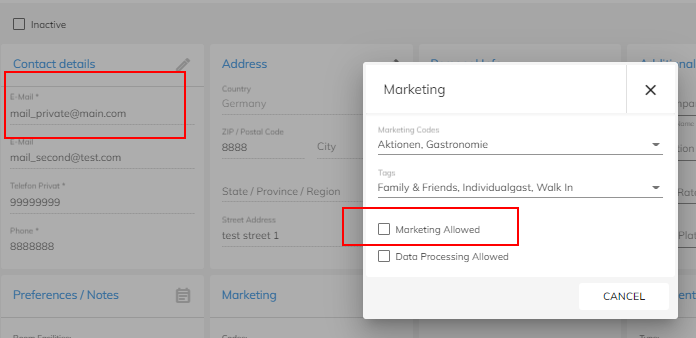 Inactive
Contact details
E-Mail *
mail_private@main.com
E-Mail
mail_second@test.com
Telefon Privat *
99999999
Phone *
8888888
Address
Country
Germany
ZIP / Postal Code
8888
City
State / Province / Region
Street Address
test street 1
Marketing
Marketing Codes
Aktionen, Gastronomie
Tags
Family & Friends, Individualgast, Walk In
Marketing Allowed
Data Processing Allowed
CANCEL
Preferences / Notes
Marketing